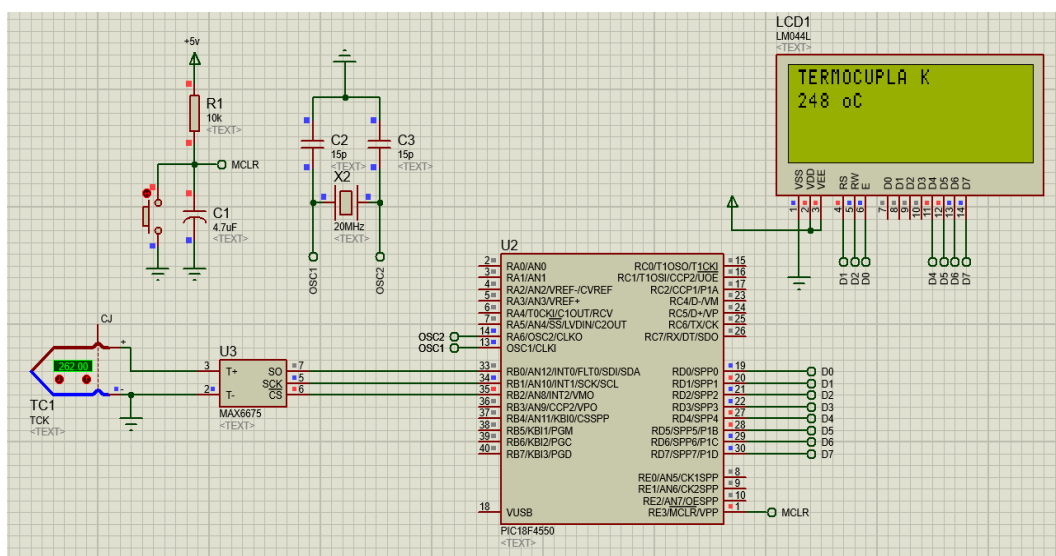 LCD1
LM044L
<TEXT>
TERMOCUPLA K
248 oC
VSS
VDD
VEE
RS
RW
E
D0
D1
D2
D3
D4
D5
D6
D7
1
2
3
4
5
6
7
8
9
10
11
12
13
14
D1
D2
D0
D4
D5
D6
D7
+5v
R1
10k
<TEXT>
MCLR
C1
4.7uF
<TEXT>
C2
15p
<TEXT>
C3
15p
<TEXT>
X2
20MHz
<TEXT>
OSC1
OSC2
CJ
+
262.00
-
TC1
TCK
<TEXT>
U3
3 T+
2 T-
SO 7
SCK 5
CS 6
MAX6675
<TEXT>
U2
2 RA0/AN0
3 RA1/AN1
4 RA2/AN2/VREF-/CVREF
5 RA3/AN3/VREF+
6 RA4/T0CKI/C1OUT/RCV
7 RA5/AN4/SS/LVDIN/C2OUT
OSC2 14 RA6/OSC2/CLKO
OSC1 13 OSC1/CLKI
33 RB0/AN12/INT0/FLT0/SDI/SDA
34 RB1/AN10/INT1/SCK/SCL
35 RB2/AN8/INT2/VMO
36 RB3/AN9/CCP2/VPO
37 RB4/AN11/KBI0/CSSPP
38 RB5/KBI1/PGM
39 RB6/KBI2/PGC
40 RB7/KBI3/PGD
18 VUSB
RC0/T1OSO/T1CKI 15
RC1/T1OSI/CCP2/UOE 16
RC2/CCP1/P1A 17
RC4/D-/VM 23
RC5/D+/VP 24
RC6/TX/CK 25
RC7/RX/DT/SDO 26
RD0/SPP0 19 D0
RD1/SPP1 20 D1
RD2/SPP2 21 D2
RD3/SPP3 22 D3
RD4/SPP4 27 D4
RD5/SPP5/P1B 28 D5
RD6/SPP6/P1C 29 D6
RD7/SPP7/P1D 30 D7
RE0/AN5/CK1SPP 8
RE1/AN6/CK2SPP 9
RE2/AN7/OESPP 10
RE3/MCLR/VPP 1 MCLR
PIC18F4550
<TEXT>